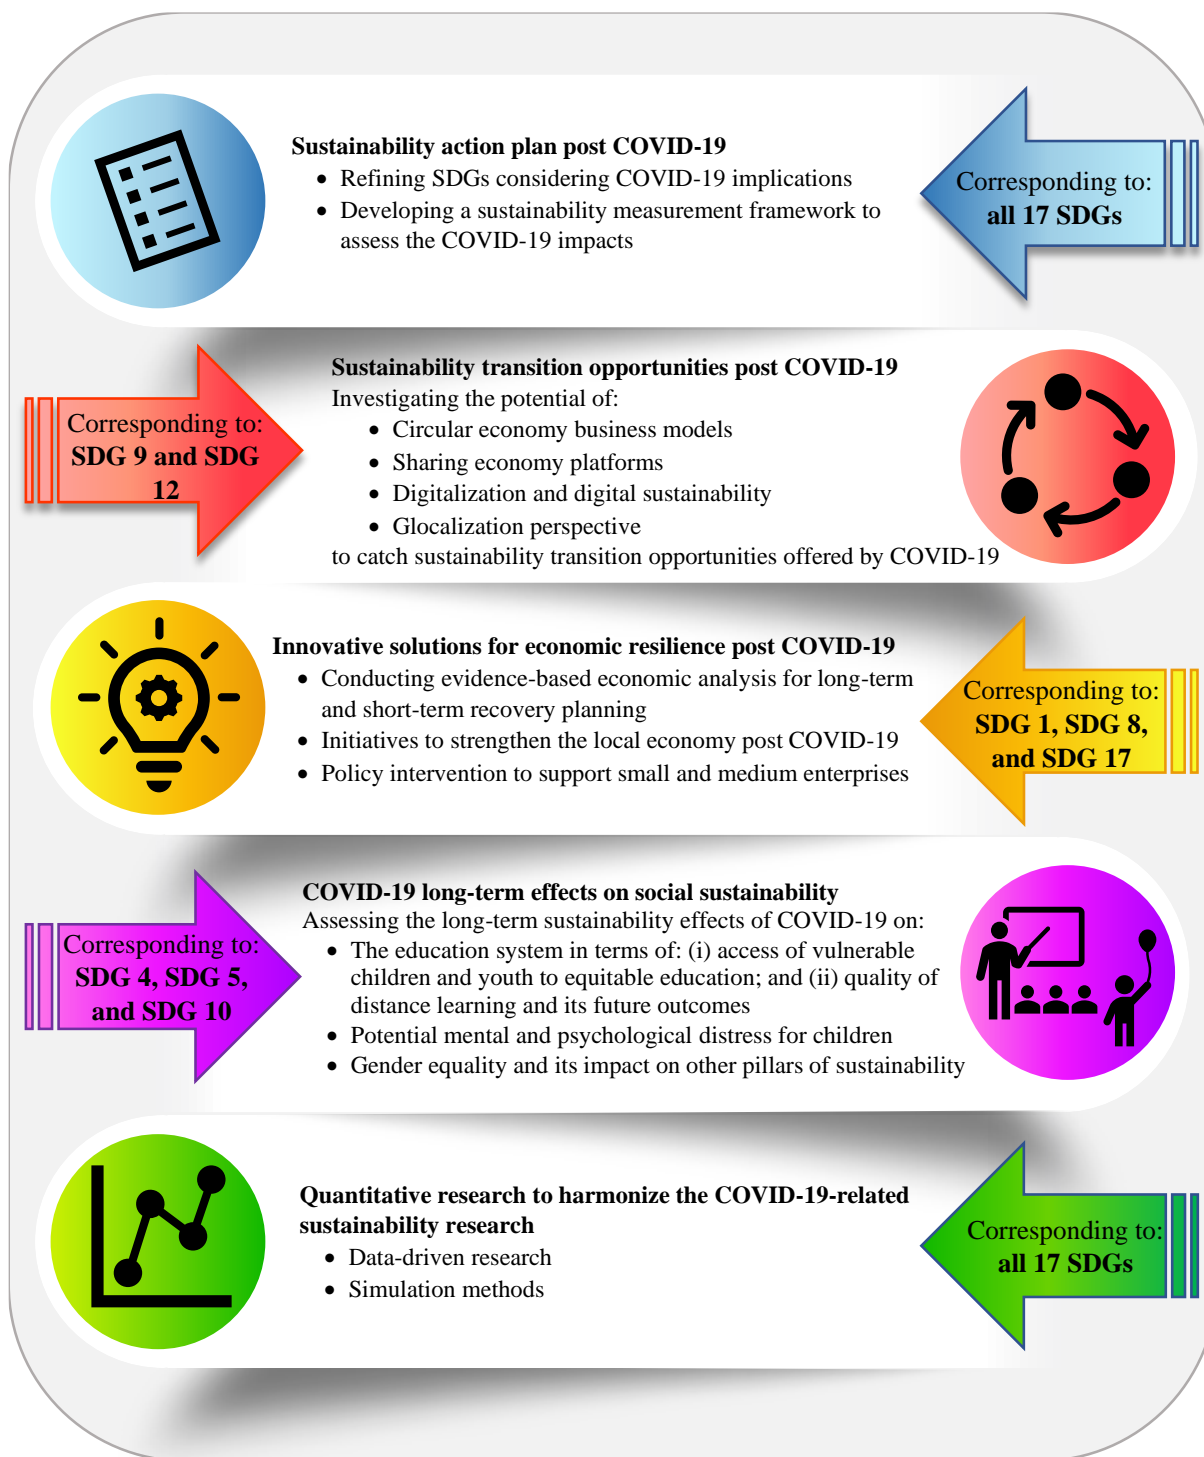 Sustainability action plan post COVID-19
• Refining SDGs considering COVID-19 implications
• Developing a sustainability measurement framework to
assess the COVID-19 impacts
Corresponding to:
all 17 SDGs
Corresponding to:
SDG 9 and SDG
12
Sustainability transition opportunities post COVID-19
Investigating the potential of:
• Circular economy business models
• Sharing economy platforms
• Digitalization and digital sustainability
• Glocalization perspective
to catch sustainability transition opportunities offered by COVID-19
Innovative solutions for economic resilience post COVID-19
• Conducting evidence-based economic analysis for long-term
and short-term recovery planning
• Initiatives to strengthen the local economy post COVID-19
• Policy intervention to support small and medium enterprises
Corresponding to:
SDG 1, SDG 8,
and SDG 17
Corresponding to:
SDG 4, SDG 5,
and SDG 10
COVID-19 long-term effects on social sustainability
Assessing the long-term sustainability effects of COVID-19 on:
• The education system in terms of: (i) access of vulnerable
children and youth to equitable education; and (ii) quality of
distance learning and its future outcomes
• Potential mental and psychological distress for children
• Gender equality and its impact on other pillars of sustainability
Quantitative research to harmonize the COVID-19-related
sustainability research
• Data-driven research
• Simulation methods
Corresponding to:
all 17 SDGs